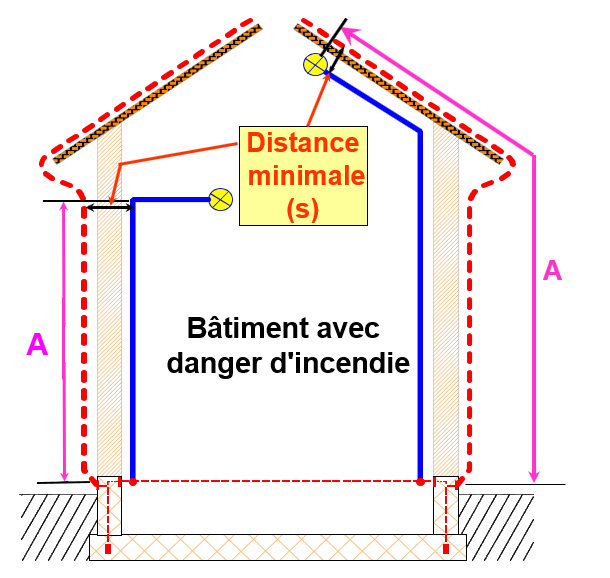 Distance
minimale
(s)
A
A
Bâtiment avec
danger d'incendie